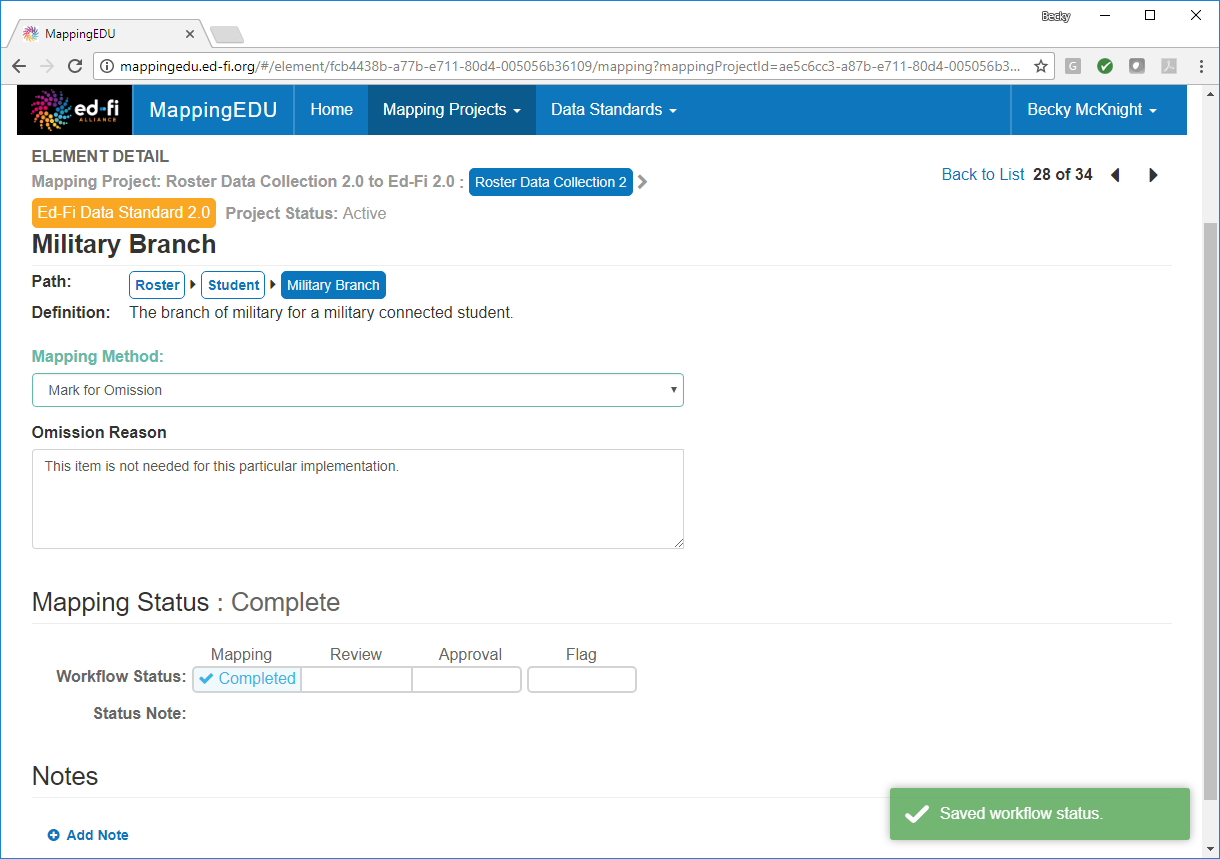 Becky
MappingEDU
mappingedu.ed-fi.org/#/element/fcb4438b-a77b-e711-80d4-005056b36109/mapping?mappingProjectId=ae5c6cc3-a87b-e711-80d4-005056b3...
ed-fi ALLIANCE MappingEDU Home Mapping Projects Data Standards Becky McKnight
ELEMENT DETAIL
Mapping Project: Roster Data Collection 2.0 to Ed-Fi 2.0 : Roster Data Collection 2
Back to List 28 of 34
Ed-Fi Data Standard 2.0 Project Status: Active
Military Branch
Path: Roster Student Military Branch
Definition: The branch of military for a military connected student.
Mapping Method:
Mark for Omission
Omission Reason
This item is not needed for this particular implementation.
Mapping Status : Complete
Mapping Review Approval Flag
Workflow Status: Completed
Status Note:
Notes
Saved workflow status.
Add Note